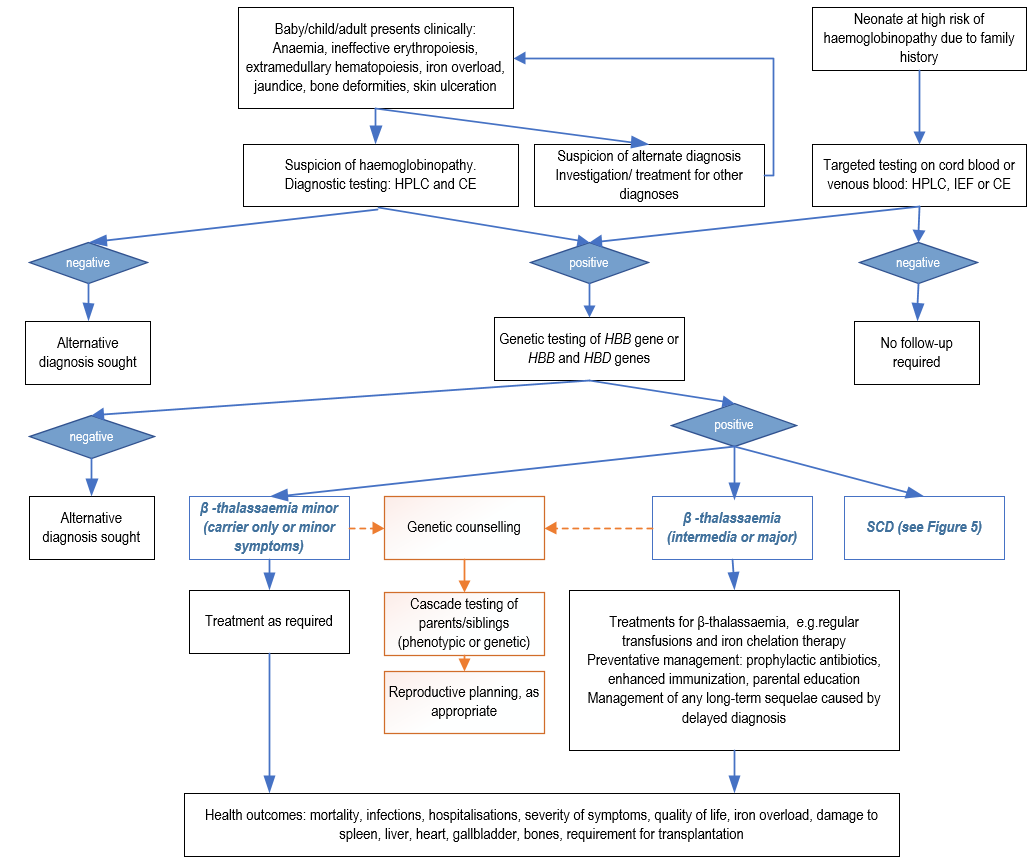 Baby/child/adult presents clinically:
Anaemia, ineffective erythropoiesis,
extramedullary hematopoiesis, iron overload,
jaundice, bone deformities, skin ulceration
Neonate at high risk of
haemoglobinopathy due to family
history
Suspicion of haemoglobinopathy.
Diagnostic testing: HPLC and CE
Suspicion of alternate diagnosis
Investigation/ treatment for other
diagnoses
Targeted testing on cord blood or
venous blood: HPLC, IEF or CE
negative
positive
negative
Alternative
diagnosis sought
Genetic testing of HBB gene or
HBB and HBD genes
No follow-up
required
negative
positive
Alternative
diagnosis sought
β -thalassaemia minor
(carrier only or minor
symptoms)
Genetic counselling
β -thalassaemia
(intermedia or major)
SCD (see Figure 5)
Treatment as required
Cascade testing of
parents/siblings
(phenotypic or genetic)
Reproductive planning, as
appropriate
Treatments for β-thalassaemia, e.g.regular
transfusions and iron chelation therapy
Preventative management: prophylactic antibiotics,
enhanced immunization, parental education
Management of any long-term sequelae caused by
delayed diagnosis
Health outcomes: mortality, infections, hospitalisations, severity of symptoms, quality of life, iron overload, damage to
spleen, liver, heart, gallbladder, bones, requirement for transplantation